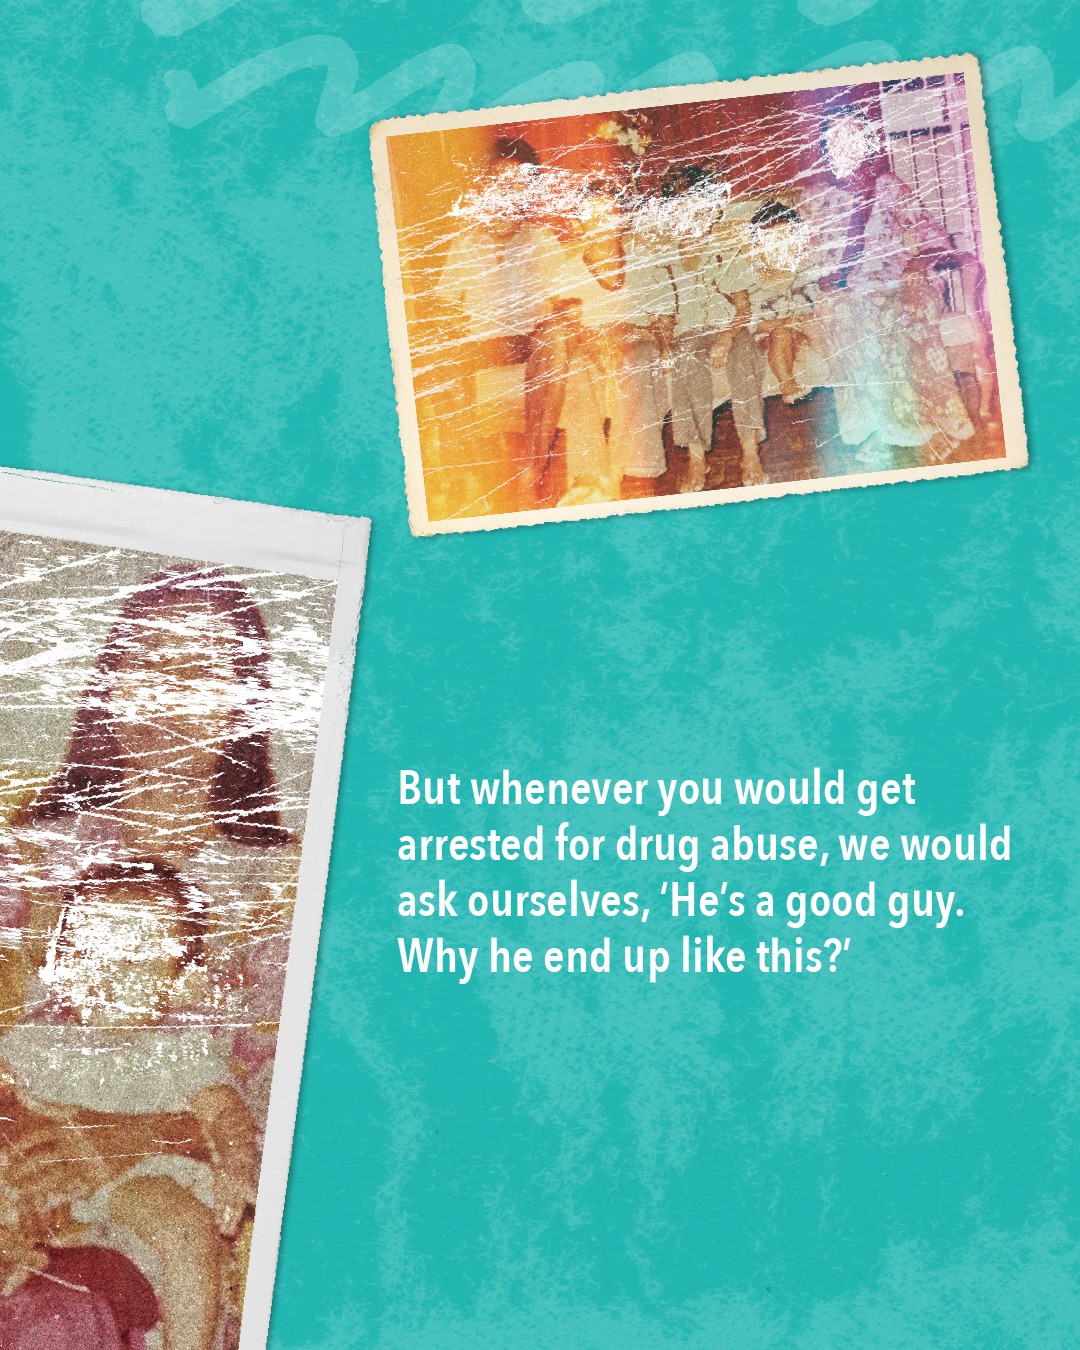 But whenever you would get
arrested for drug abuse, we would
ask ourselves, ‘He’s a good guy.
Why he end up like this?’